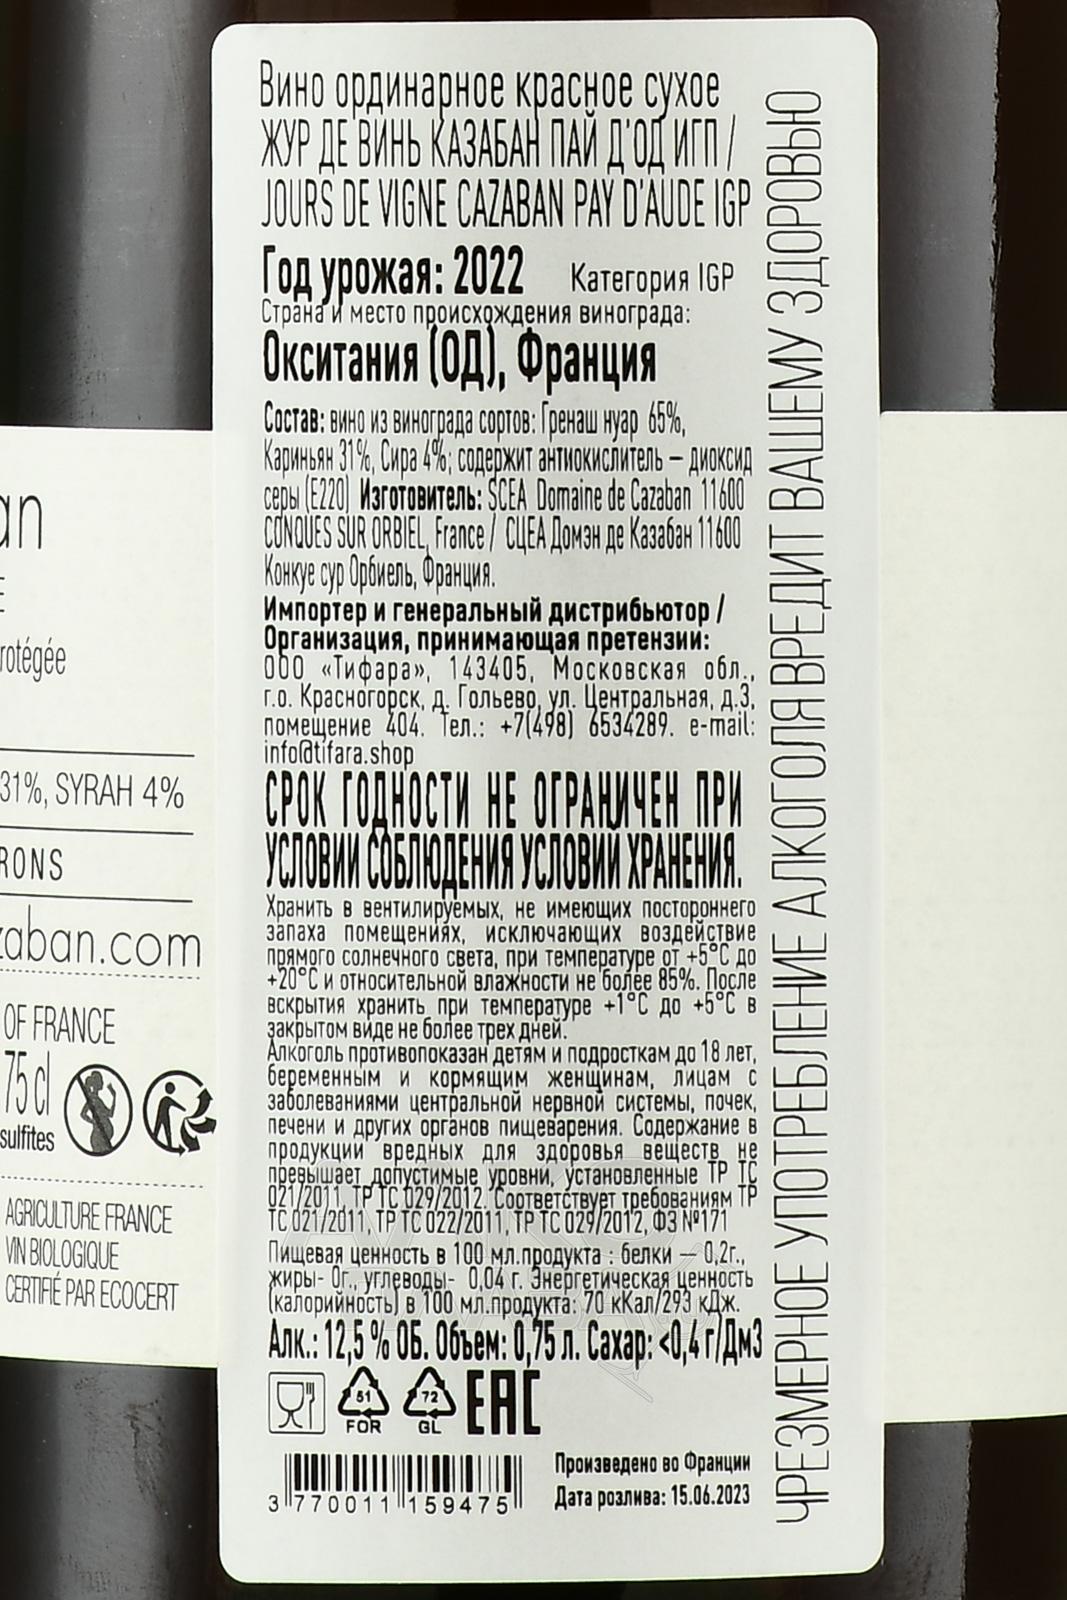 Вино ординарное красное сухое
ЖУР ДЕ ВИНЬ КАЗАБАН ПАЙ Д'ОД ИГП /
JOURS DE VIGNE CAZABAN PAY D'AUDE IGP
Год урожая: 2022 Категория IGP
Страна и место происхождения винограда:
Окситания (ОД), Франция
Состав: вино из винограда сортов: Гренаш нуар 65%,
Кариньян 31%, Сира 4%; содержит антиокислитель – диоксид
серы (E220) Изготовитель: SCEA Domaine de Cazaban 11600
CONQUES SUR ORBIEL, France / СЦЕА Домэн де Казабан 11600
Конкуе сур Орбиель, Франция.
Импортер и генеральный дистрибьютор /
Организация, принимающая претензии:
ООО «Тифара», 143405, Московская обл.,
г.о. Красногорск, д. Гольево, ул. Центральная, д.3,
помещение 404. Тел.: +7(498) 6534289. e-mail:
info@tifara.shop
СРОК ГОДНОСТИ НЕ ОГРАНИЧЕН ПРИ
УСЛОВИИ СОБЛЮДЕНИЯ УСЛОВИЙ ХРАНЕНИЯ.
Хранить в вентилируемых, не имеющих постороннего
запаха помещениях, исключающих воздействие
прямого солнечного света, при температуре от +5°C до
+20°C и относительной влажности не более 85%. После
вскрытия хранить при температуре +1°C до +5°C в
закрытом виде не более трех дней.
Алкоголь противопоказан детям и подросткам до 18 лет,
беременным и кормящим женщинам, лицам с
заболеваниями центральной нервной системы, почек,
печени и других органов пищеварения. Содержание в
продукции вредных для здоровья веществ не
превышает допустимые уровни, установленные ТР ТС
021/2011, ТР ТС 029/2012. Соответствует требованиям ТР
ТС 021/2011, ТР ТС 022/2011, ТР ТС 029/2012, ФЗ №171
Пищевая ценность в 100 мл.продукта : белки – 0,2г.,
жиры- 0г., углеводы- 0,04 г. Энергетическая ценность
(калорийность) в 100 мл.продукта: 70 кКал/293 кДж.
Алк.: 12,5 % ОБ. Объем: 0,75 л. Сахар: <0,4 г/Дм3
51 FOR 72 GL EAC
3 770011 159475
Произведено во Франции
Дата розлива: 15.06.2023
ЧРЕЗМЕРНОЕ УПОТРЕБЛЕНИЕ АЛКОГОЛЯ ВРЕДИТ ВАШЕМУ ЗДОРОВЬЮ
an
E
rotégée
31%, SYRAH 4%
RONS
zaban.com
OF FRANCE
75 cl
sulfites
AGRICULTURE FRANCE
VIN BIOLOGIQUE
CERTIFIÉ PAR ECOCERT